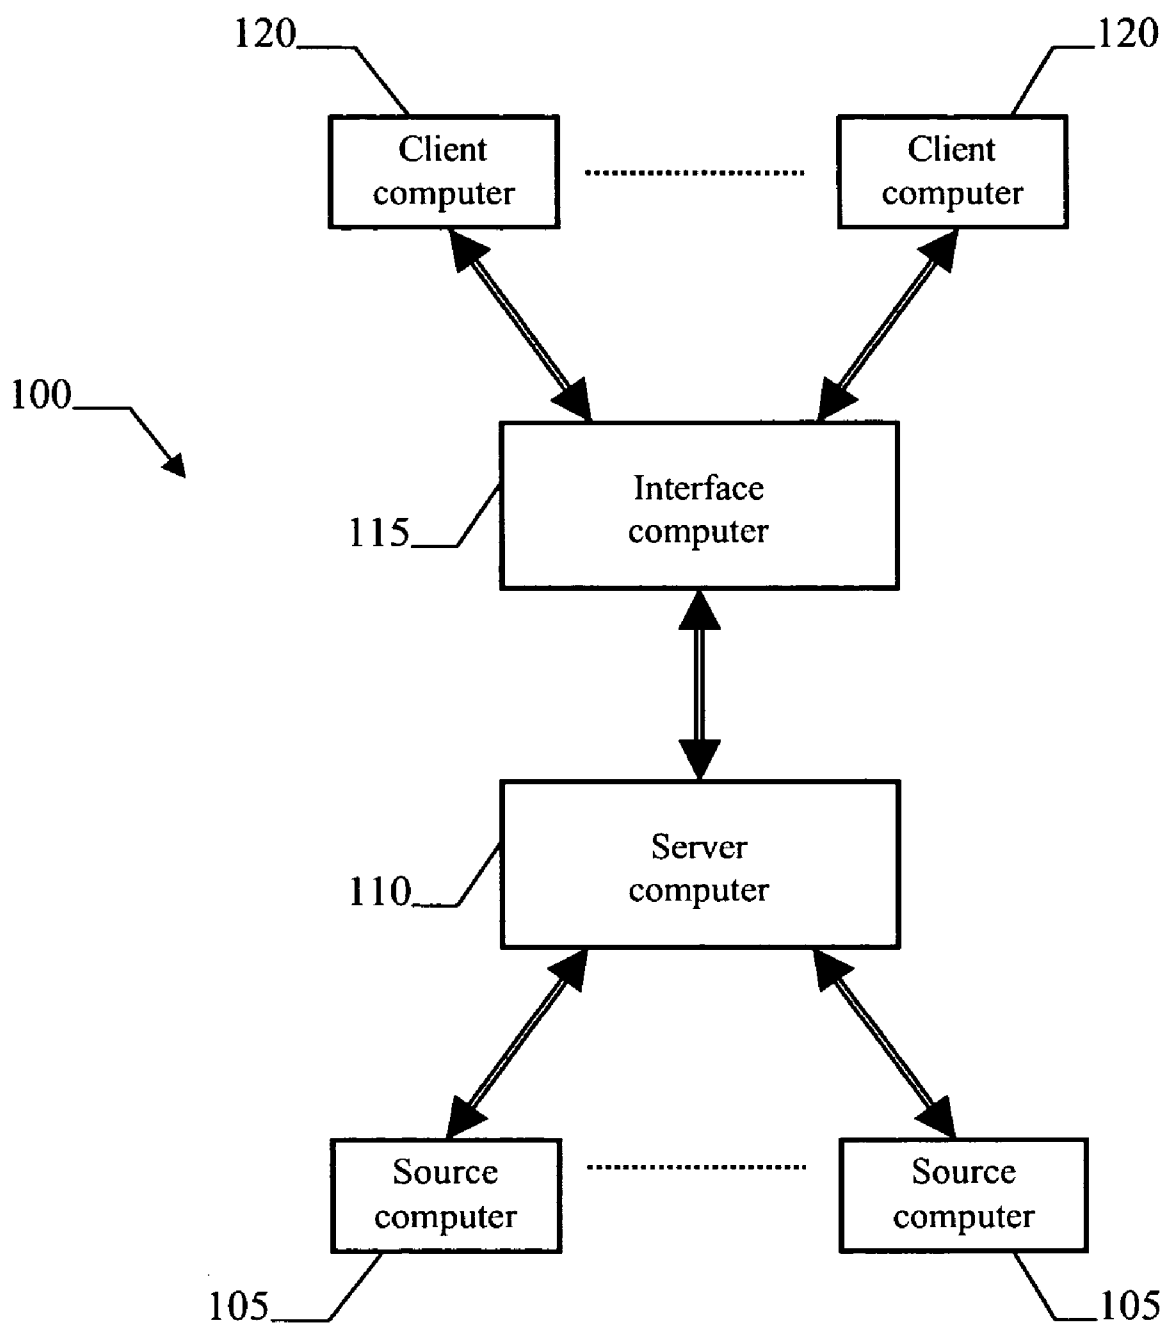 120
120
Client
computer
Client
computer
100
Interface
computer
115
Server
computer
110
Source
computer
Source
computer
105
105